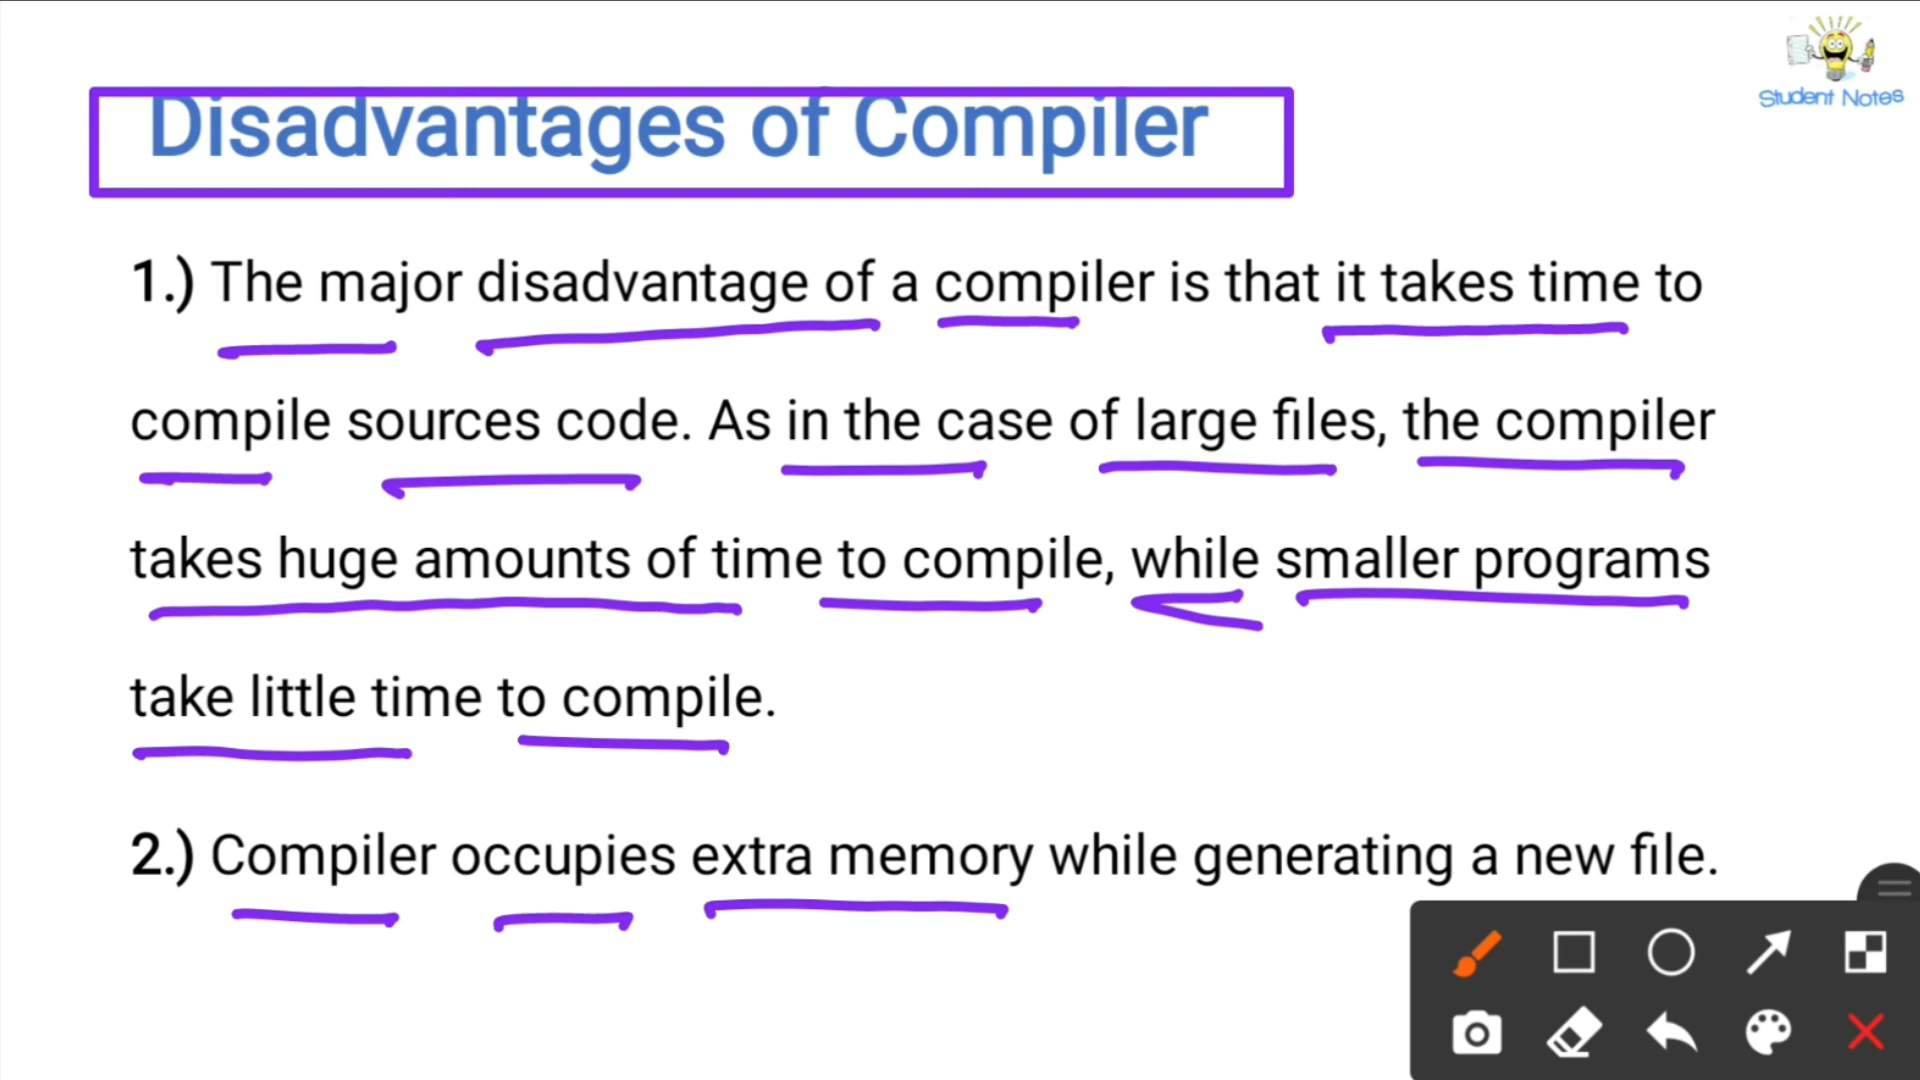 Student Notes
Disadvantages of Compiler
1.) The major disadvantage of a compiler is that it takes time to
compile sources code. As in the case of large files, the compiler
takes huge amounts of time to compile, while smaller programs
take little time to compile.
2.) Compiler occupies extra memory while generating a new file.